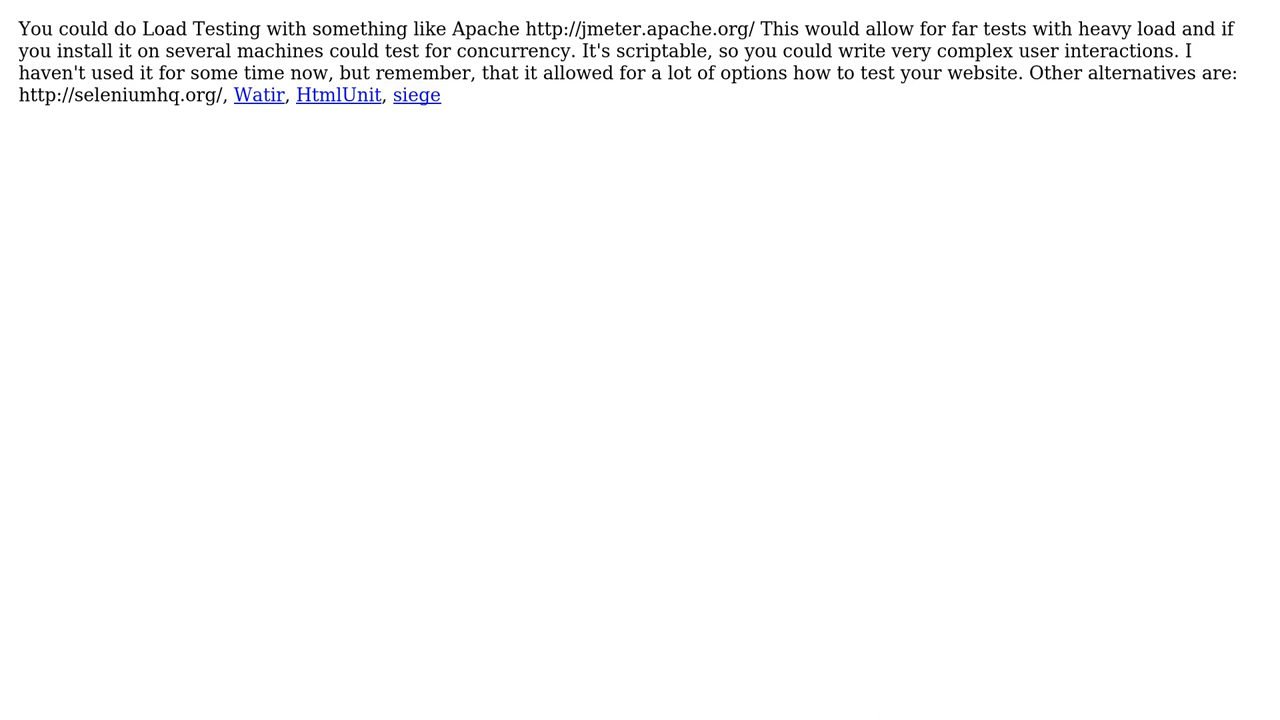 You could do Load Testing with something like Apache http://jmeter.apache.org/ This would allow for far tests with heavy load and if
you install it on several machines could test for concurrency. It's scriptable, so you could write very complex user interactions. I
haven't used it for some time now, but remember, that it allowed for a lot of options how to test your website. Other alternatives are:
http://seleniumhq.org/, Watir, HtmlUnit, siege